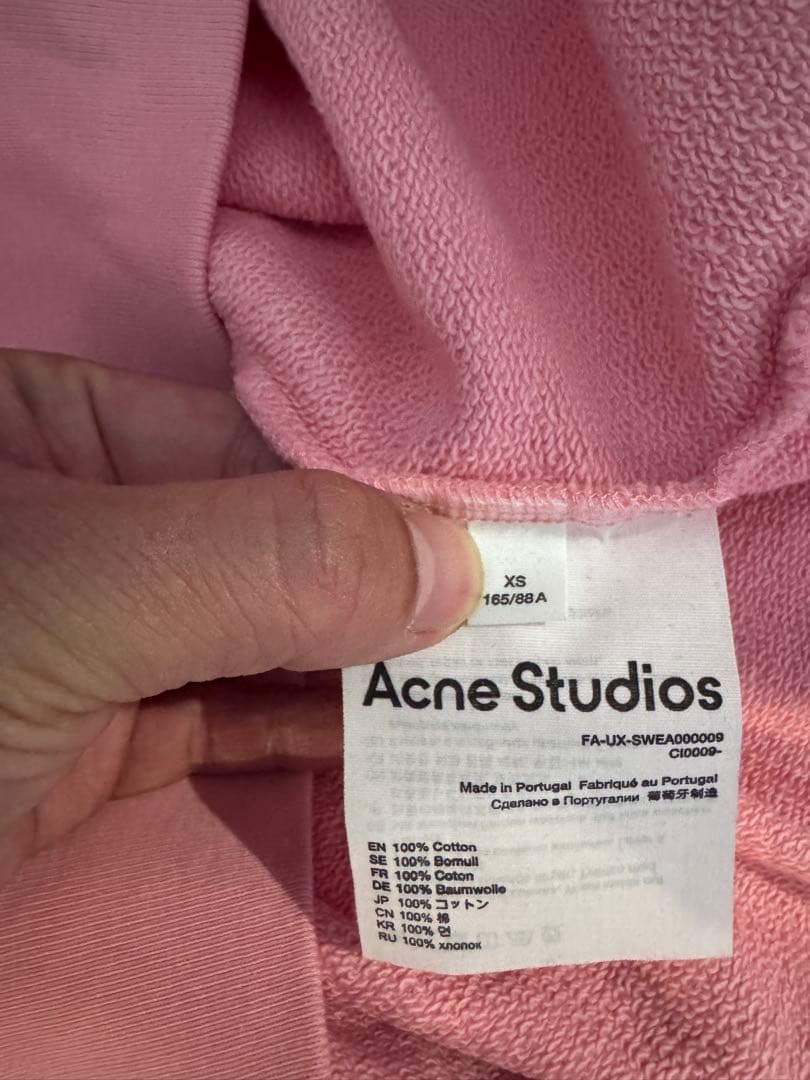 XS
165/88A
Acne Studios
FA-UX-SWEA000009
CI0009-
Made in Portugal Fabriqué au Portugal
Сделано в Португалии 葡萄牙制造
EN 100% Cotton
SE 100% Bomull
FR 100% Coton
DE 100% Baumwolle
JP 100% コットン
CN 100% 棉
KR 100% 면
RU 100% хлопок